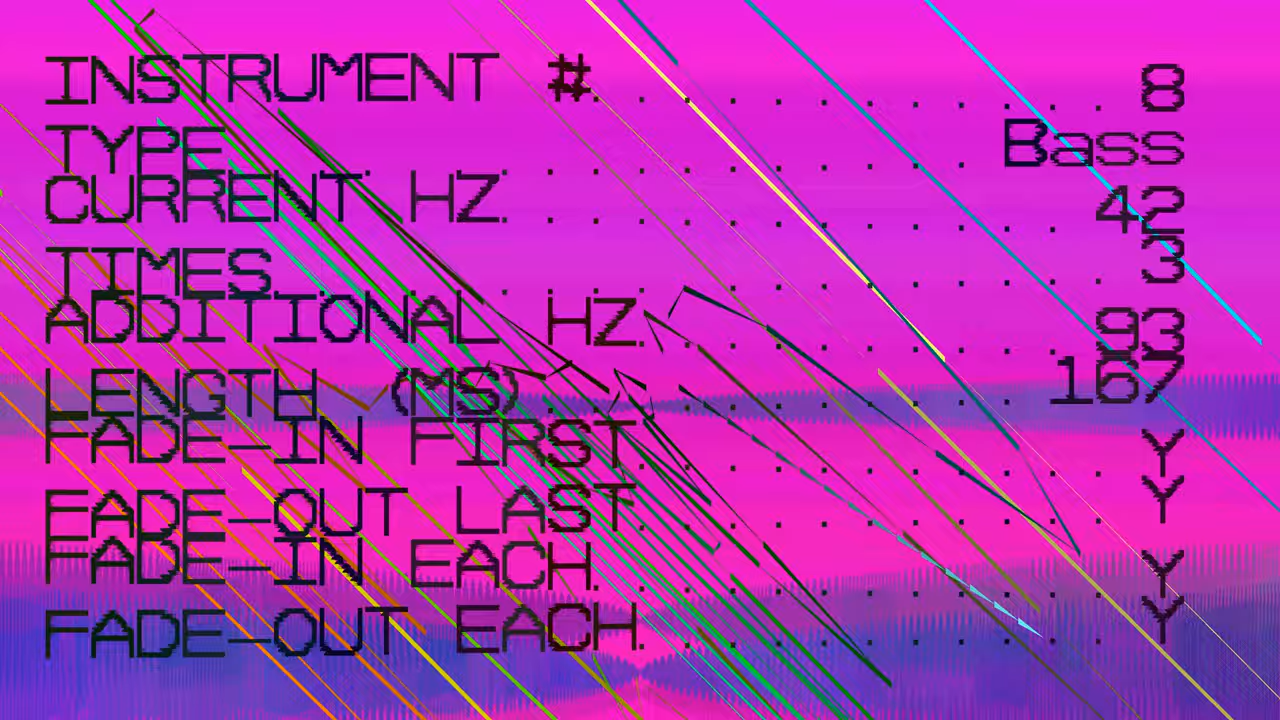 INSTRUMENT #. . . . . . . . . . . . 8
TYPE. . . . . . . . . . . . . . Bass
CURRENT HZ. . . . . . . . . . . . . 42
TIMES. . . . . . . . . . . . . . . . . . 3
ADDITIONAL HZ. . . . . . . . . . 93
LENGTH (MS). . . . . . . . . . . . 167
FADE-IN FIRST. . . . . . . . . . . Y
FADE-OUT LAST. . . . . . . . . . . Y
FADE-IN EACH. . . . . . . . . . . . Y
FADE-OUT EACH. . . . . . . . . . . Y